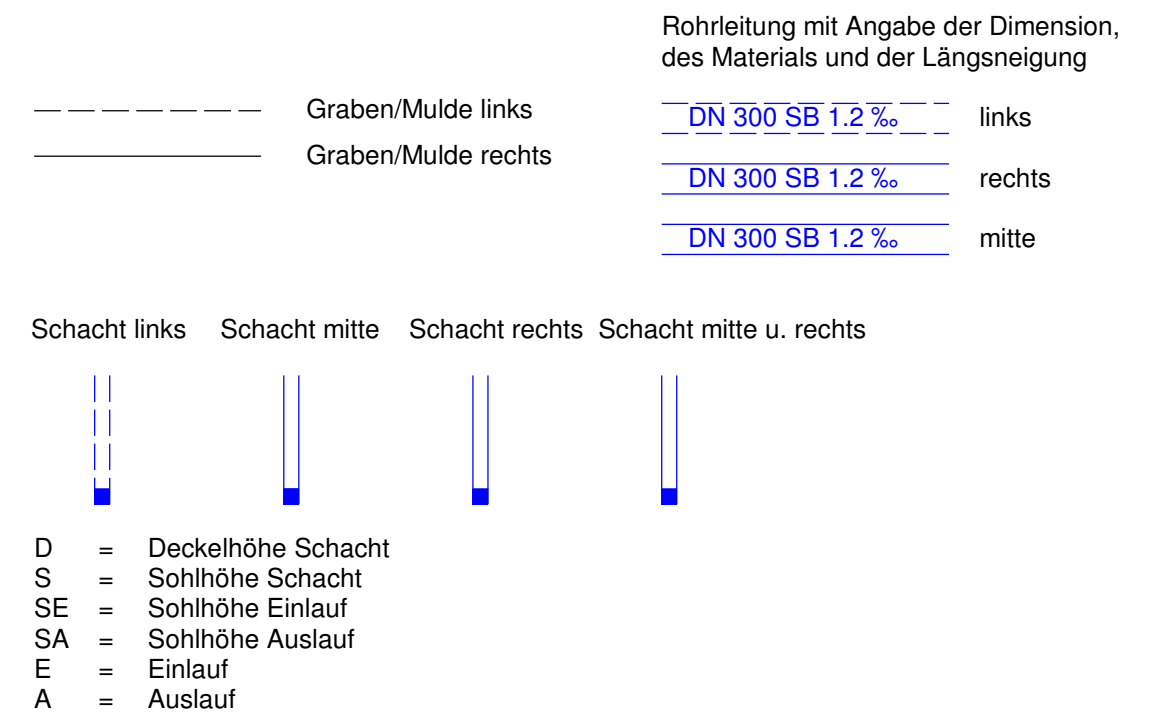 Rohrleitung mit Angabe der Dimension,
des Materials und der Längsneigung
Graben/Mulde links
Graben/Mulde rechts
DN 300 SB 1.2 ‰ links
DN 300 SB 1.2 ‰ rechts
DN 300 SB 1.2 ‰ mitte
Schacht links Schacht mitte Schacht rechts Schacht mitte u. rechts
D = Deckelhöhe Schacht
S = Sohlhöhe Schacht
SE = Sohlhöhe Einlauf
SA = Sohlhöhe Auslauf
E = Einlauf
A = Auslauf